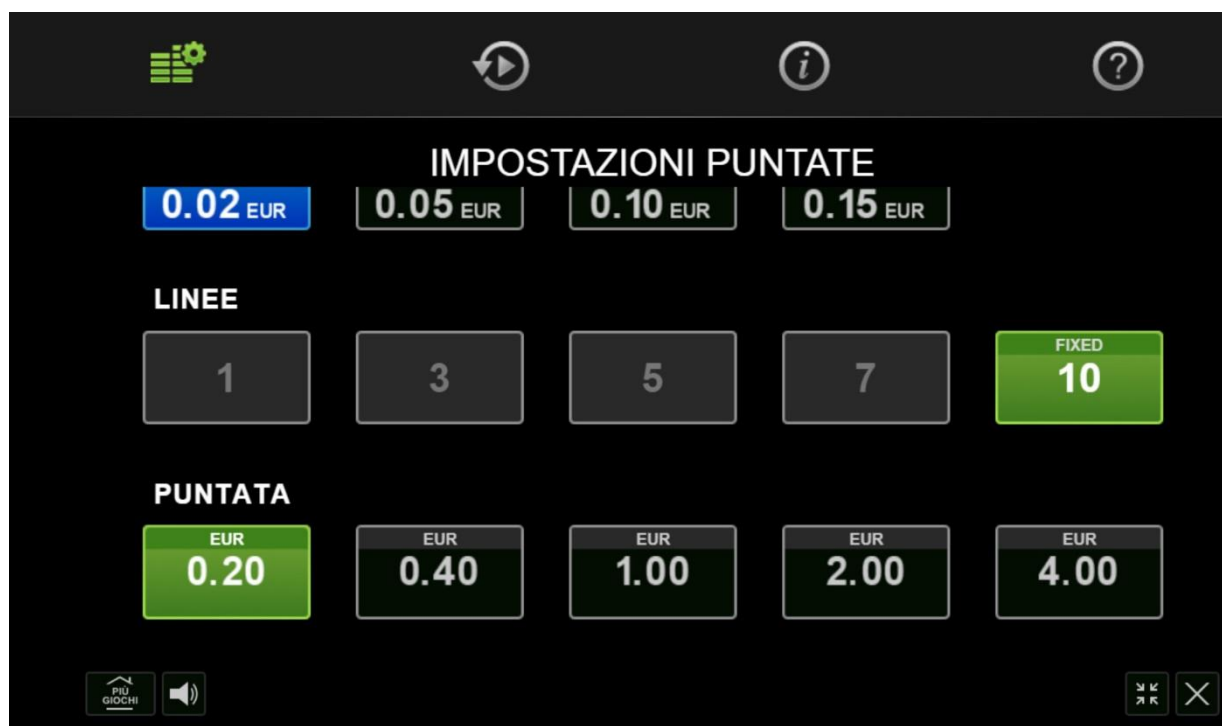 IMPOSTAZIONI PUNTATE
0.02 EUR 0.05 EUR 0.10 EUR 0.15 EUR
LINEE
FIXED
1 3 5 7 10
PUNTATA
EUR EUR EUR EUR EUR
0.20 0.40 1.00 2.00 4.00
PIÙ
GIOCHI